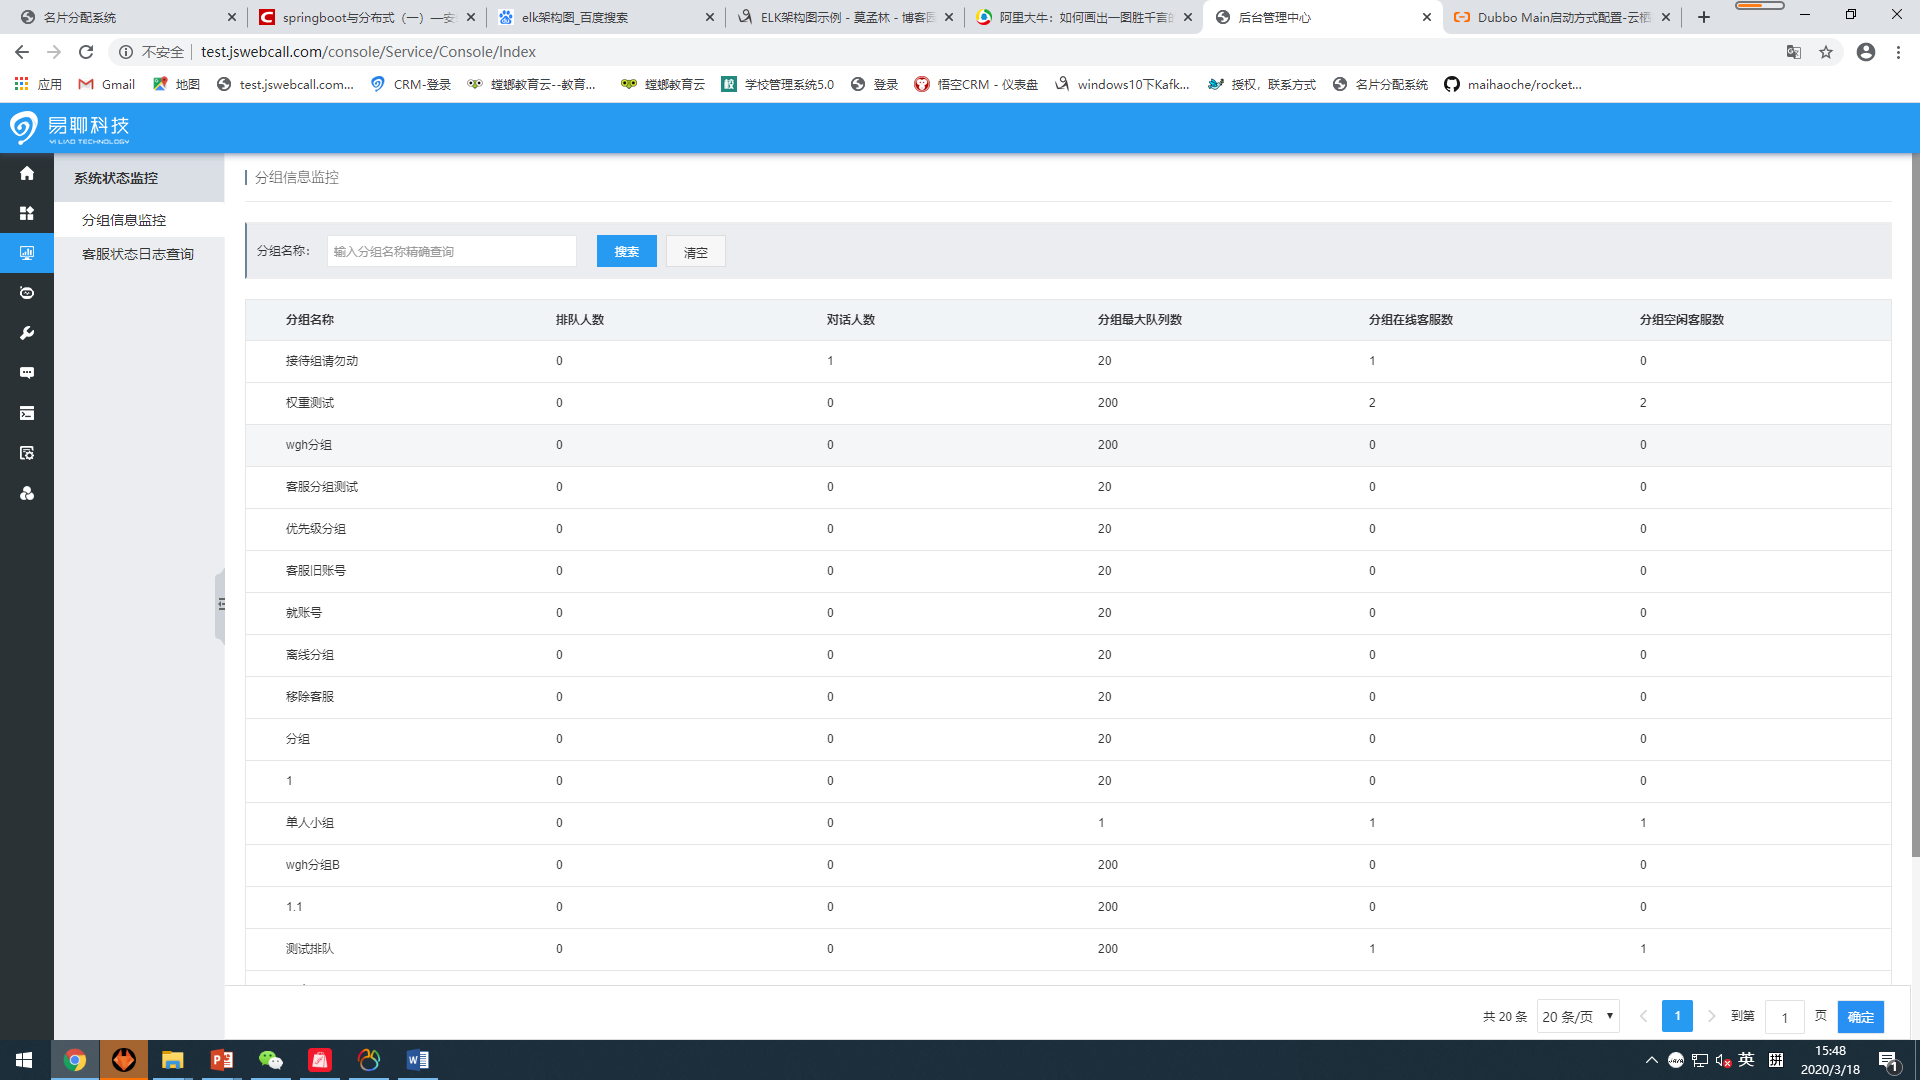 名片分配系统
springboot与分布式（一）—安
elk架构图_百度搜索
ELK架构图示例 - 莫孟林 - 博客园
阿里大牛：如何画出一图胜千言的
后台管理中心
Dubbo Main启动方式配置-云栖
不安全
test.jswebcall.com/console/Service/Console/Index
应用
Gmail
地图
test.jswebcall.com...
CRM-登录
螳螂教育云--教育...
螳螂教育云
学校管理系统5.0
登录
悟空CRM - 仪表盘
windows10下Kafk...
授权，联系方式
名片分配系统
maihaoche/rocket...
易聊科技
YI LIAO TECHNOLOGY
系统状态监控
分组信息监控
客服状态日志查询
分组信息监控
分组名称： 输入分组名称精确查询 搜索 清空
分组名称 排队人数 对话人数 分组最大队列数 分组在线客服数 分组空闲客服数
接待组请勿动 0 1 20 1 0
权重测试 0 0 200 2 2
wgh分组 0 0 200 0 0
客服分组测试 0 0 20 0 0
优先级分组 0 0 20 0 0
客服旧账号 0 0 20 0 0
就账号 0 0 20 0 0
离线分组 0 0 20 0 0
移除客服 0 0 20 0 0
分组 0 0 20 0 0
1 0 0 20 0 0
单人小组 0 0 1 1 1
wgh分组B 0 0 200 0 0
1.1 0 0 200 0 0
测试排队 0 0 200 1 1
共 20 条 20 条/页 1 到第 1 页 确定
英 拼
15:48
2020/3/18
1